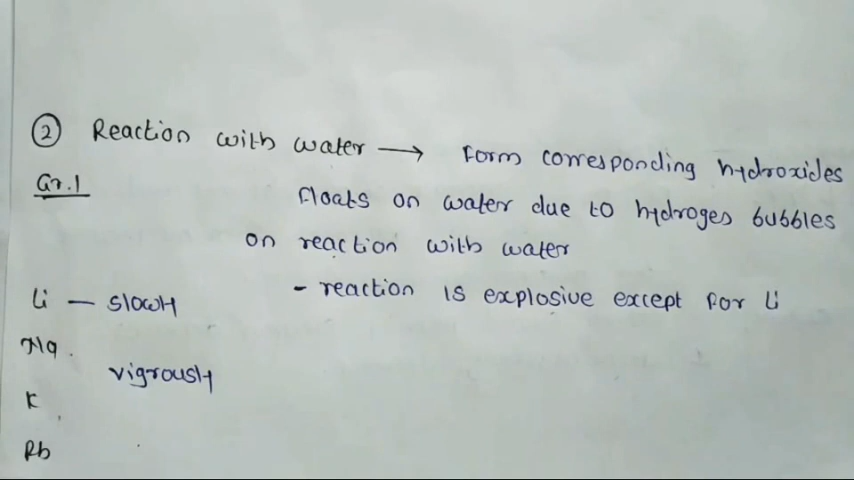 ② Reaction with water → Form corresponding hydroxides
Gr.1
Floats on water due to hydroges bubbles
on reaction with water
- reaction is explosive except for Li
Li - slowly
Na.
vigrously
K
Rb